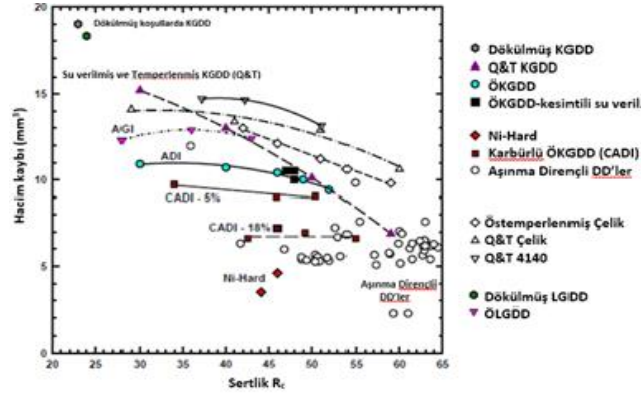 20
15
10
5
0
Hacim kaybı (mm³)
Dökülmüş koşullarda KGDD
Su verilmiş ve Temperlenmiş KGDD (Q&T)
AGI
ADI
CADI - 5%
CADI - 18%
Ni-Hard
Aşınma Dirençli
DD'ler
20 25 30 35 40 45 50 55 60 65
Sertlik Rc
Dökülmüş KGDD
Q&T KGDD
ÖKGDD
ÖKGDD-kesintili su veril.
Ni-Hard
Karbürlü ÖKGDD (CADI)
Aşınma Dirençli DD'ler
Östemperlenmiş Çelik
Q&T Çelik
Q&T 4140
Dökülmüş LGDD
ÖLGDD